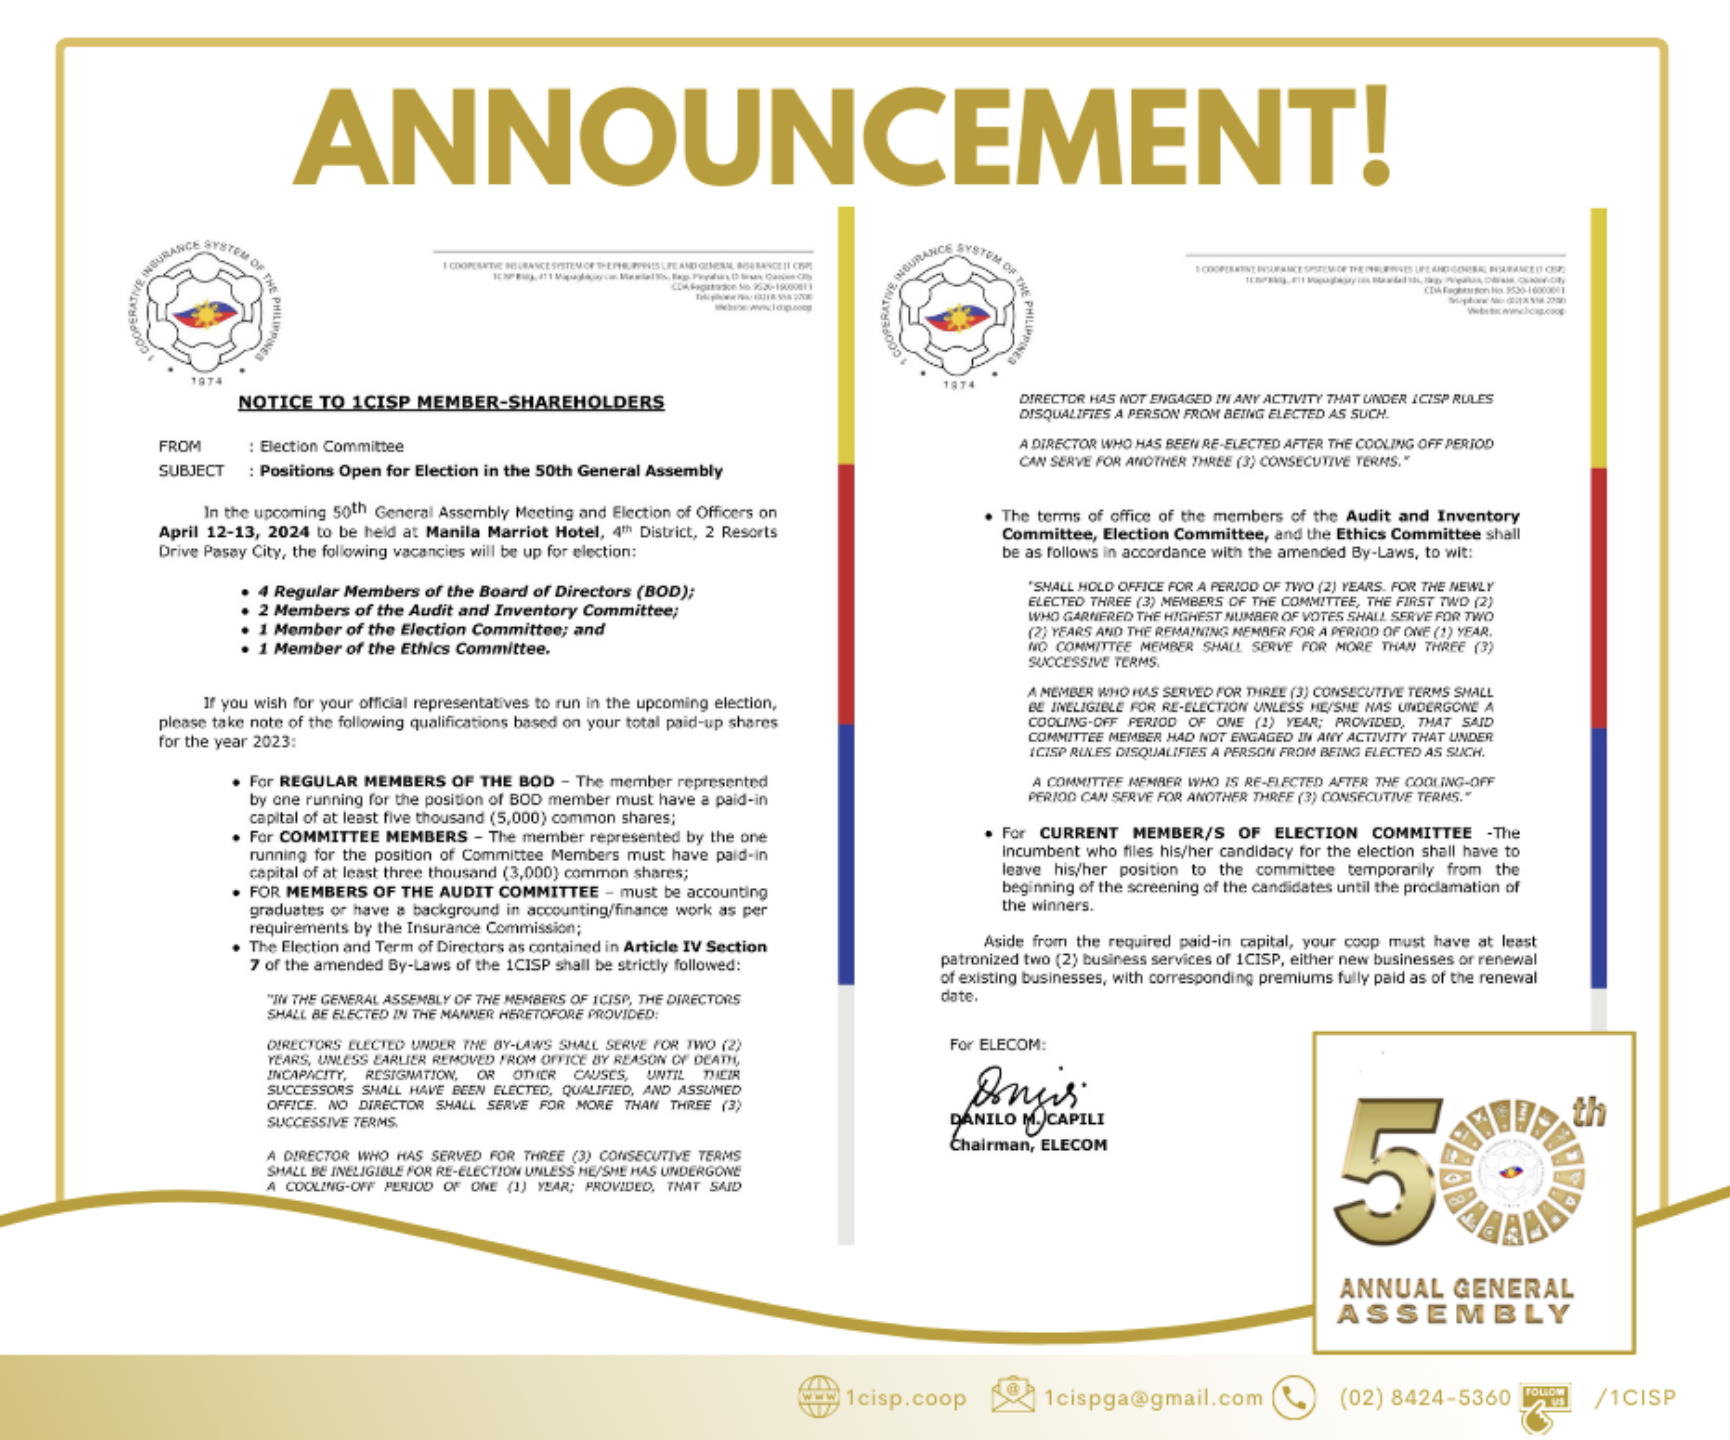 ANNOUNCEMENT!
1 COOPERATIVE INSURANCE SYSTEM OF THE PHILIPPINES
1974
1 COOPERATIVE INSURANCE SYSTEM OF THE PHILIPPINES LIFE AND GENERAL INSURANCE (1 CISP)
1CISP Bldg., #11 Mapagbigay cor. Maunlad Sts., Brgy. Pinyahan, Diliman, Quezon City
CDA Registration No. 9520-16000011
Telephone No.:
Website: www.1cisp.coop
NOTICE TO 1CISP MEMBER-SHAREHOLDERS
FROM : Election Committee
SUBJECT : Positions Open for Election in the 50th General Assembly
In the upcoming 50th General Assembly Meeting and Election of Officers on
April 12-13, 2024 to be held at Manila Marriot Hotel, 4th District, 2 Resorts
Drive Pasay City, the following vacancies will be up for election:
• 4 Regular Members of the Board of Directors (BOD);
• 2 Members of the Audit and Inventory Committee;
• 1 Member of the Election Committee; and
• 1 Member of the Ethics Committee.
If you wish for your official representatives to run in the upcoming election,
please take note of the following qualifications based on your total paid-up shares
for the year 2023:
• For REGULAR MEMBERS OF THE BOD – The member represented
by one running for the position of BOD member must have a paid-in
capital of at least five thousand (5,000) common shares;
• For COMMITTEE MEMBERS – The member represented by the one
running for the position of Committee Members must have paid-in
capital of at least three thousand (3,000) common shares;
• FOR MEMBERS OF THE AUDIT COMMITTEE – must be accounting
graduates or have a background in accounting/finance work as per
requirements by the Insurance Commission;
• The Election and Term of Directors as contained in Article IV Section
7 of the amended By-Laws of the 1CISP shall be strictly followed:
"IN THE GENERAL ASSEMBLY OF THE MEMBERS OF 1CISP, THE DIRECTORS
SHALL BE ELECTED IN THE MANNER HERETOFORE PROVIDED:
DIRECTORS ELECTED UNDER THE BY-LAWS SHALL SERVE FOR TWO (2)
YEARS, UNLESS EARLIER REMOVED FROM OFFICE BY REASON OF DEATH,
INCAPACITY, RESIGNATION, OR OTHER CAUSES, UNTIL THEIR
SUCCESSORS SHALL HAVE BEEN ELECTED, QUALIFIED, AND ASSUMED
OFFICE. NO DIRECTOR SHALL SERVE FOR MORE THAN THREE (3)
SUCCESSIVE TERMS.
A DIRECTOR WHO HAS SERVED FOR THREE (3) CONSECUTIVE TERMS
SHALL BE INELIGIBLE FOR RE-ELECTION UNLESS HE/SHE HAS UNDERGONE
A COOLING-OFF PERIOD OF ONE (1) YEAR; PROVIDED, THAT SAID
1 COOPERATIVE INSURANCE SYSTEM OF THE PHILIPPINES
1974
1 COOPERATIVE INSURANCE SYSTEM OF THE PHILIPPINES LIFE AND GENERAL INSURANCE (1 CISP)
1CISP Bldg., #11 Mapagbigay cor. Maunlad Sts., Brgy. Pinyahan, Diliman, Quezon City
CDA Registration No. 9520-16000011
Telephone No.:
Website: www.1cisp.coop
DIRECTOR HAS NOT ENGAGED IN ANY ACTIVITY THAT UNDER 1CISP RULES
DISQUALIFIES A PERSON FROM BEING ELECTED AS SUCH.
A DIRECTOR WHO HAS BEEN RE-ELECTED AFTER THE COOLING OFF PERIOD
CAN SERVE FOR ANOTHER THREE (3) CONSECUTIVE TERMS."
• The terms of office of the members of the Audit and Inventory
Committee, Election Committee, and the Ethics Committee shall
be as follows in accordance with the amended By-Laws, to wit:
"SHALL HOLD OFFICE FOR A PERIOD OF TWO (2) YEARS. FOR THE NEWLY
ELECTED THREE (3) MEMBERS OF THE COMMITTEE, THE FIRST TWO (2)
WHO GARNERED THE HIGHEST NUMBER OF VOTES SHALL SERVE FOR TWO
(2) YEARS AND THE REMAINING MEMBER FOR A PERIOD OF ONE (1) YEAR.
NO COMMITTEE MEMBER SHALL SERVE FOR MORE THAN THREE (3)
SUCCESSIVE TERMS.
A MEMBER WHO HAS SERVED FOR THREE (3) CONSECUTIVE TERMS SHALL
BE INELIGIBLE FOR RE-ELECTION UNLESS HE/SHE HAS UNDERGONE A
COOLING-OFF PERIOD OF ONE (1) YEAR; PROVIDED, THAT SAID
COMMITTEE MEMBER HAD NOT ENGAGED IN ANY ACTIVITY THAT UNDER
1CISP RULES DISQUALIFIES A PERSON FROM BEING ELECTED AS SUCH.
A COMMITTEE MEMBER WHO IS RE-ELECTED AFTER THE COOLING-OFF
PERIOD CAN SERVE FOR ANOTHER THREE (3) CONSECUTIVE TERMS."
• For CURRENT MEMBER/S OF ELECTION COMMITTEE -The
incumbent who files his/her candidacy for the election shall have to
leave his/her position to the committee temporarily from the
beginning of the screening of the candidates until the proclamation of
the winners.
Aside from the required paid-in capital, your coop must have at least
patronized two (2) business services of 1CISP, either new businesses or renewal
of existing businesses, with corresponding premiums fully paid as of the renewal
date.
For ELECOM:
DANILO M. CAPILI
Chairman, ELECOM
50th
ANNUAL GENERAL
ASSEMBLY
www 1cisp.coop @ 1cispga@gmail.com (02) 8424-5360 FOLLOW US /1CISP